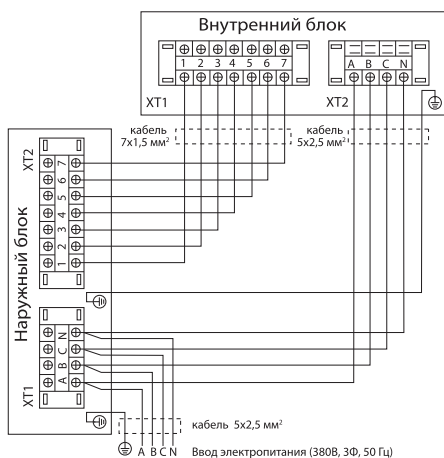 Внутренний блок
1 2 3 4 5 6 7
A B C N
XT1
XT2
кабель
7х1,5 мм²
кабель
5х2,5 мм²
Наружный блок
XT2
7
6
5
4
3
2
1
XT1
N
C
B
A
кабель 5х2,5 мм²
A B C N
Ввод электропитания (380В, 3Ф, 50 Гц)